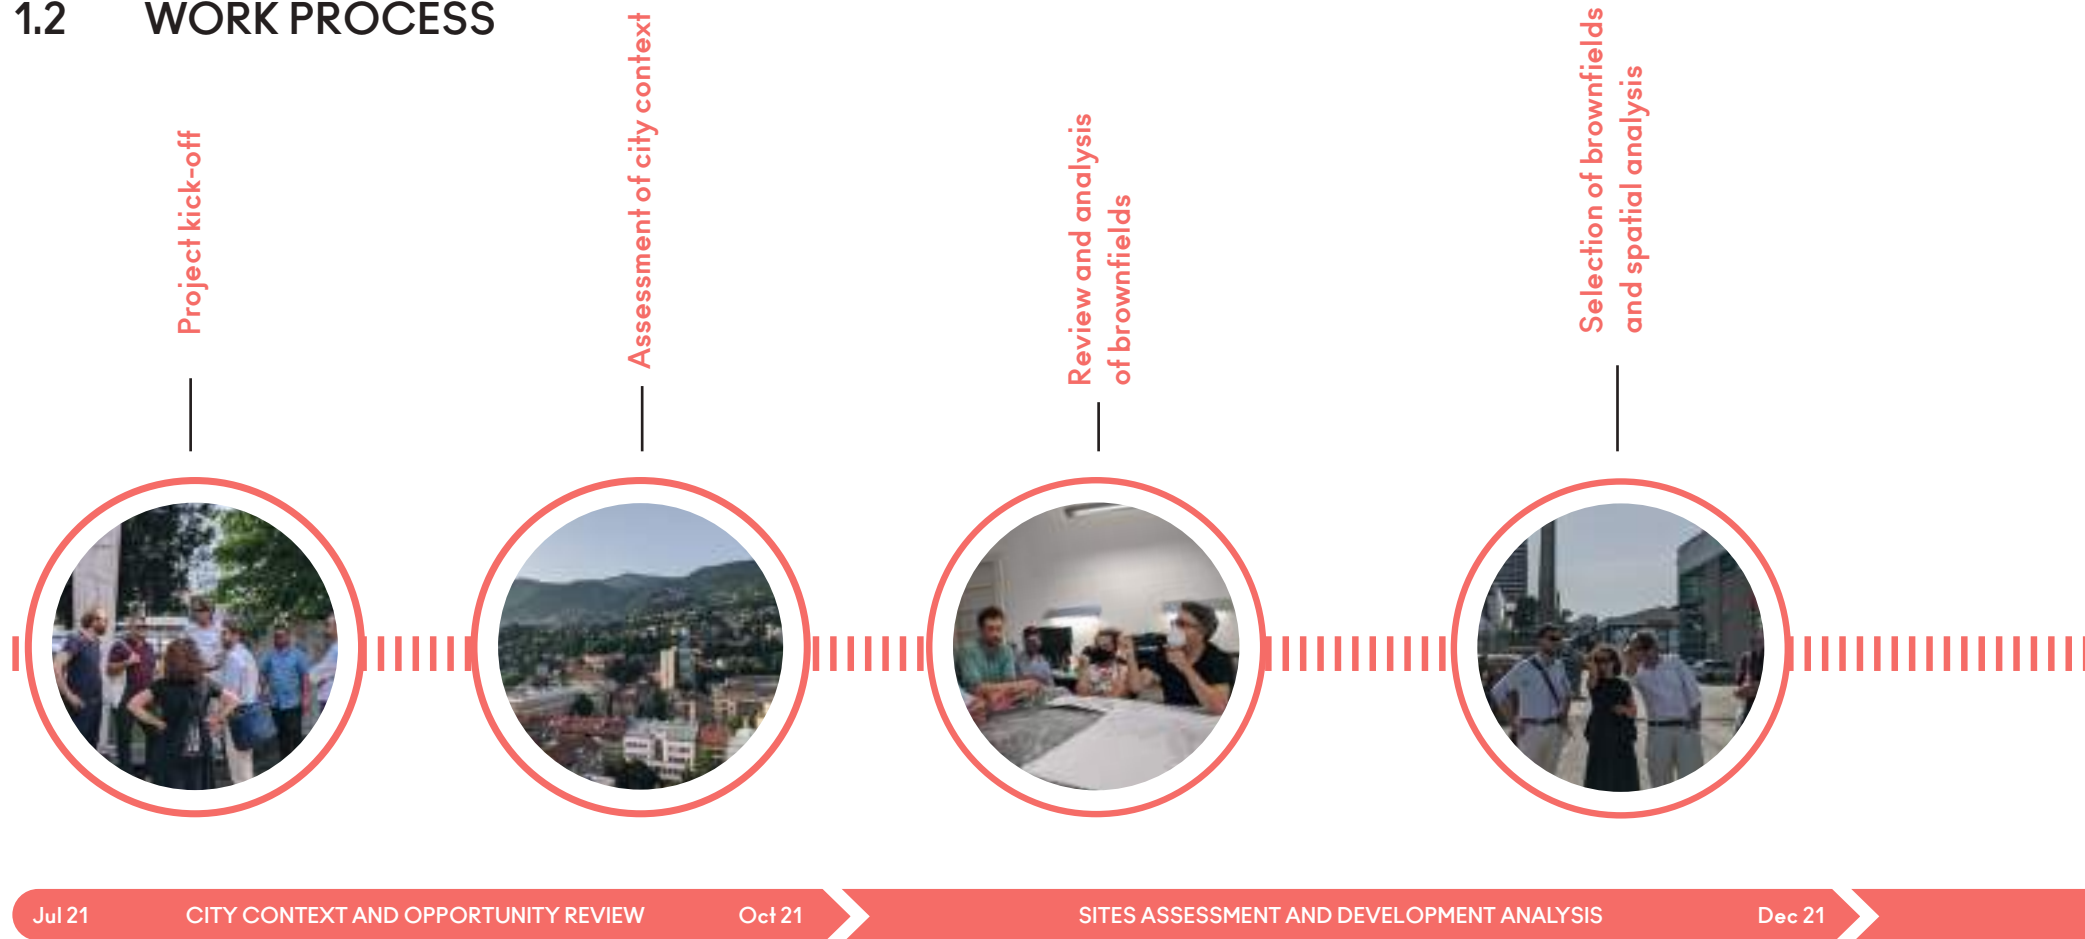 1.2 WORK PROCESS
Project kick-off
Assessment of city context
Review and analysis
of brownfields
Selection of brownfields
and spatial analysis
Jul 21 CITY CONTEXT AND OPPORTUNITY REVIEW Oct 21 SITES ASSESSMENT AND DEVELOPMENT ANALYSIS Dec 21